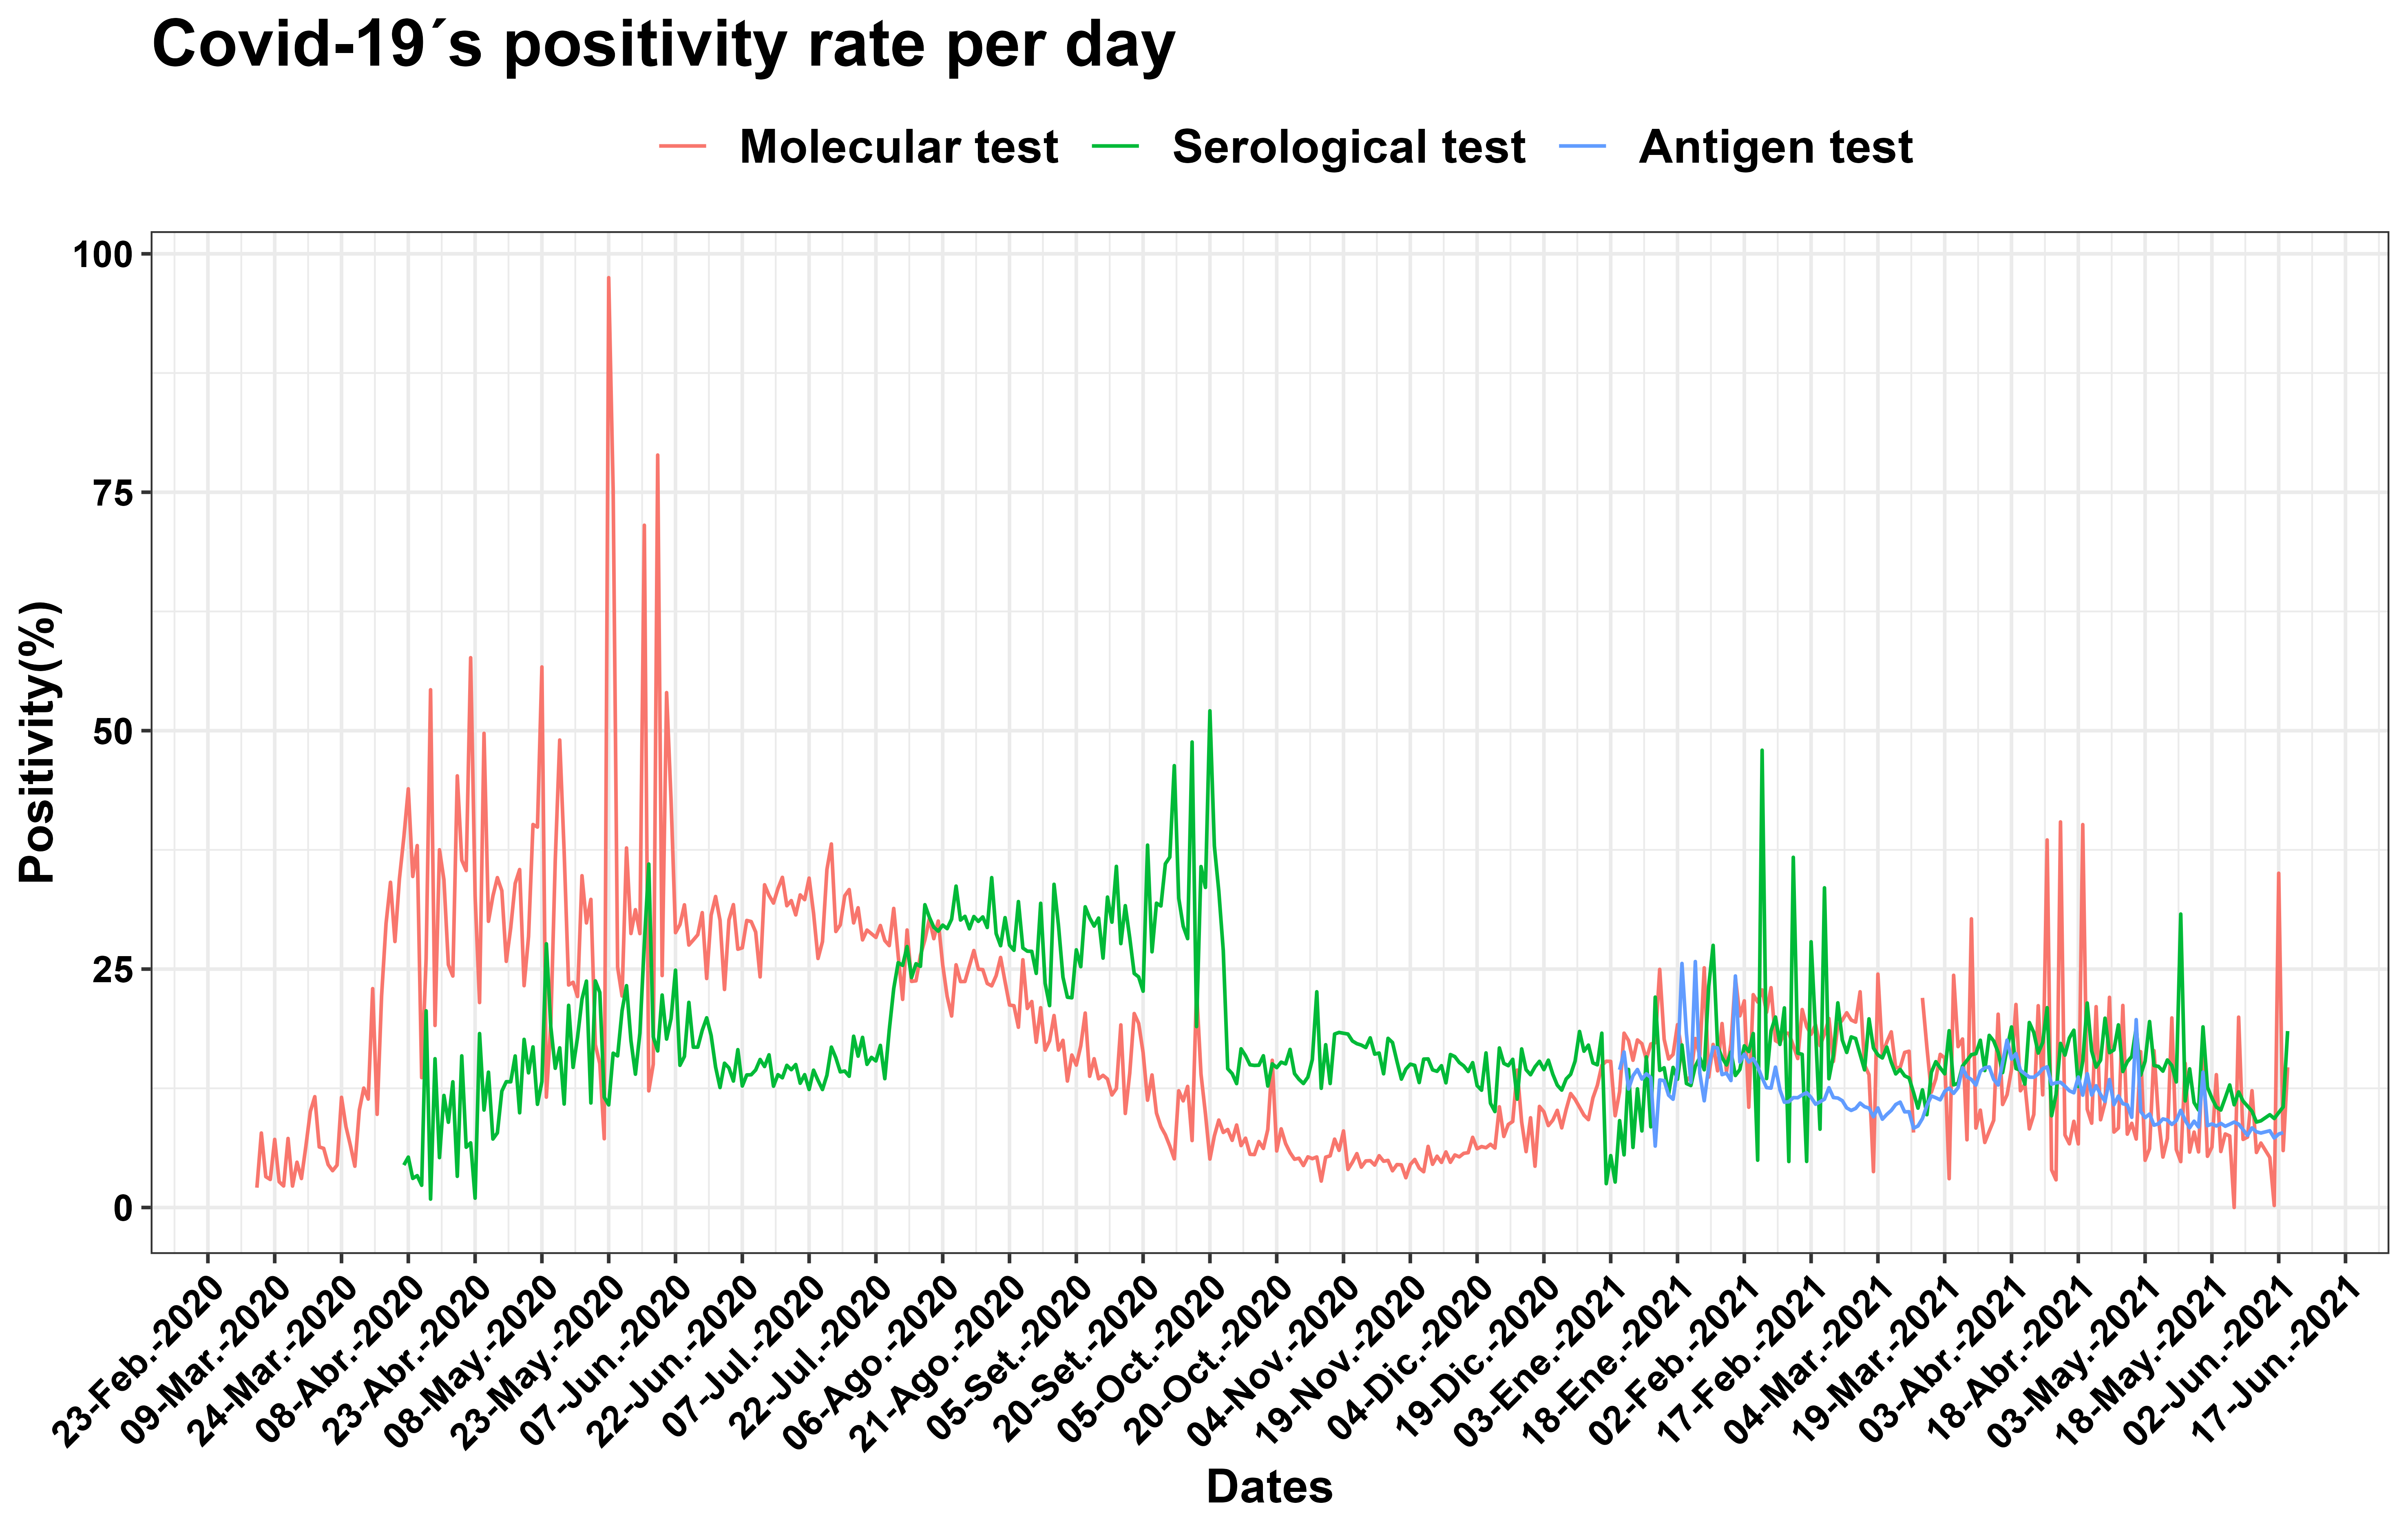 Covid-19´s positivity rate per day
Molecular test Serological test Antigen test
Positivity(%)
100
75
50
25
0
23-Feb.-2020
09-Mar.-2020
24-Mar.-2020
08-Abr.-2020
23-Abr.-2020
08-May.-2020
23-May.-2020
07-Jun.-2020
22-Jun.-2020
07-Jul.-2020
22-Jul.-2020
06-Ago.-2020
21-Ago.-2020
05-Set.-2020
20-Set.-2020
05-Oct.-2020
20-Oct.-2020
04-Nov.-2020
19-Nov.-2020
04-Dic.-2020
19-Dic.-2020
03-Ene.-2021
18-Ene.-2021
02-Feb.-2021
17-Feb.-2021
04-Mar.-2021
19-Mar.-2021
03-Abr.-2021
18-Abr.-2021
03-May.-2021
18-May.-2021
02-Jun.-2021
17-Jun.-2021
Dates